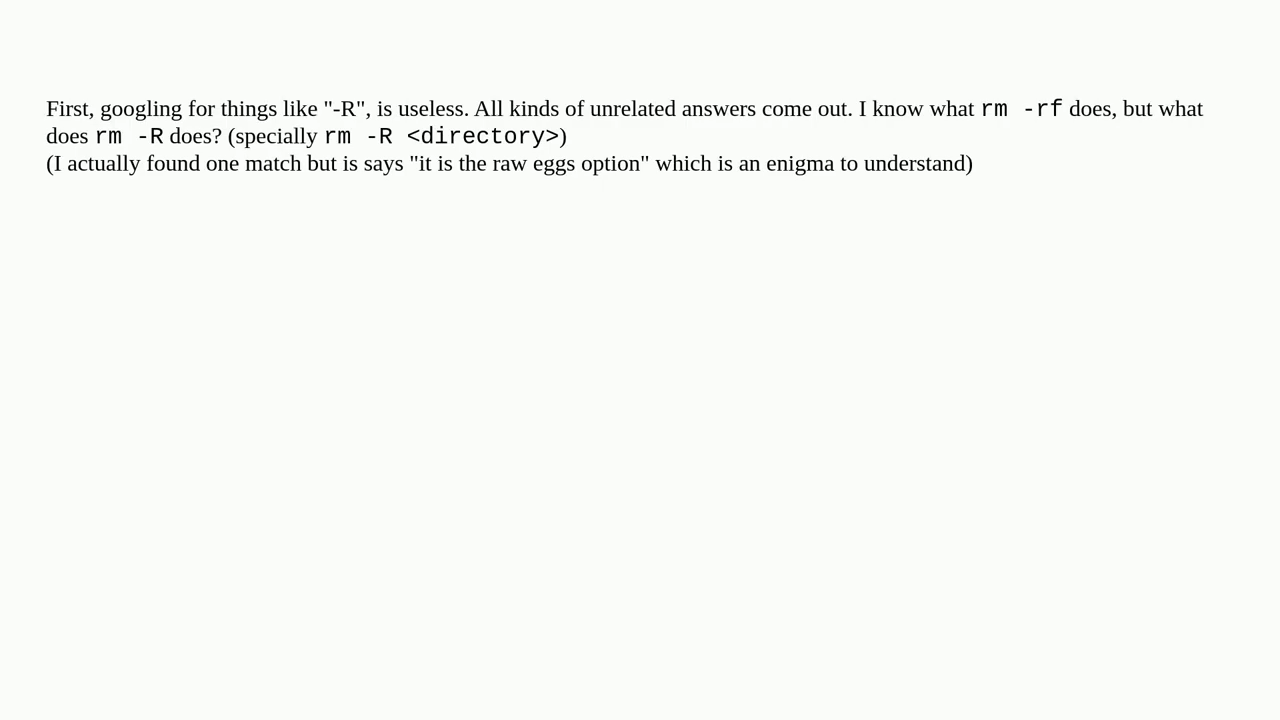 First, googling for things like "-R", is useless. All kinds of unrelated answers come out. I know what rm -rf does, but what
does rm -R does? (specially rm -R <directory>)
(I actually found one match but is says "it is the raw eggs option" which is an enigma to understand)